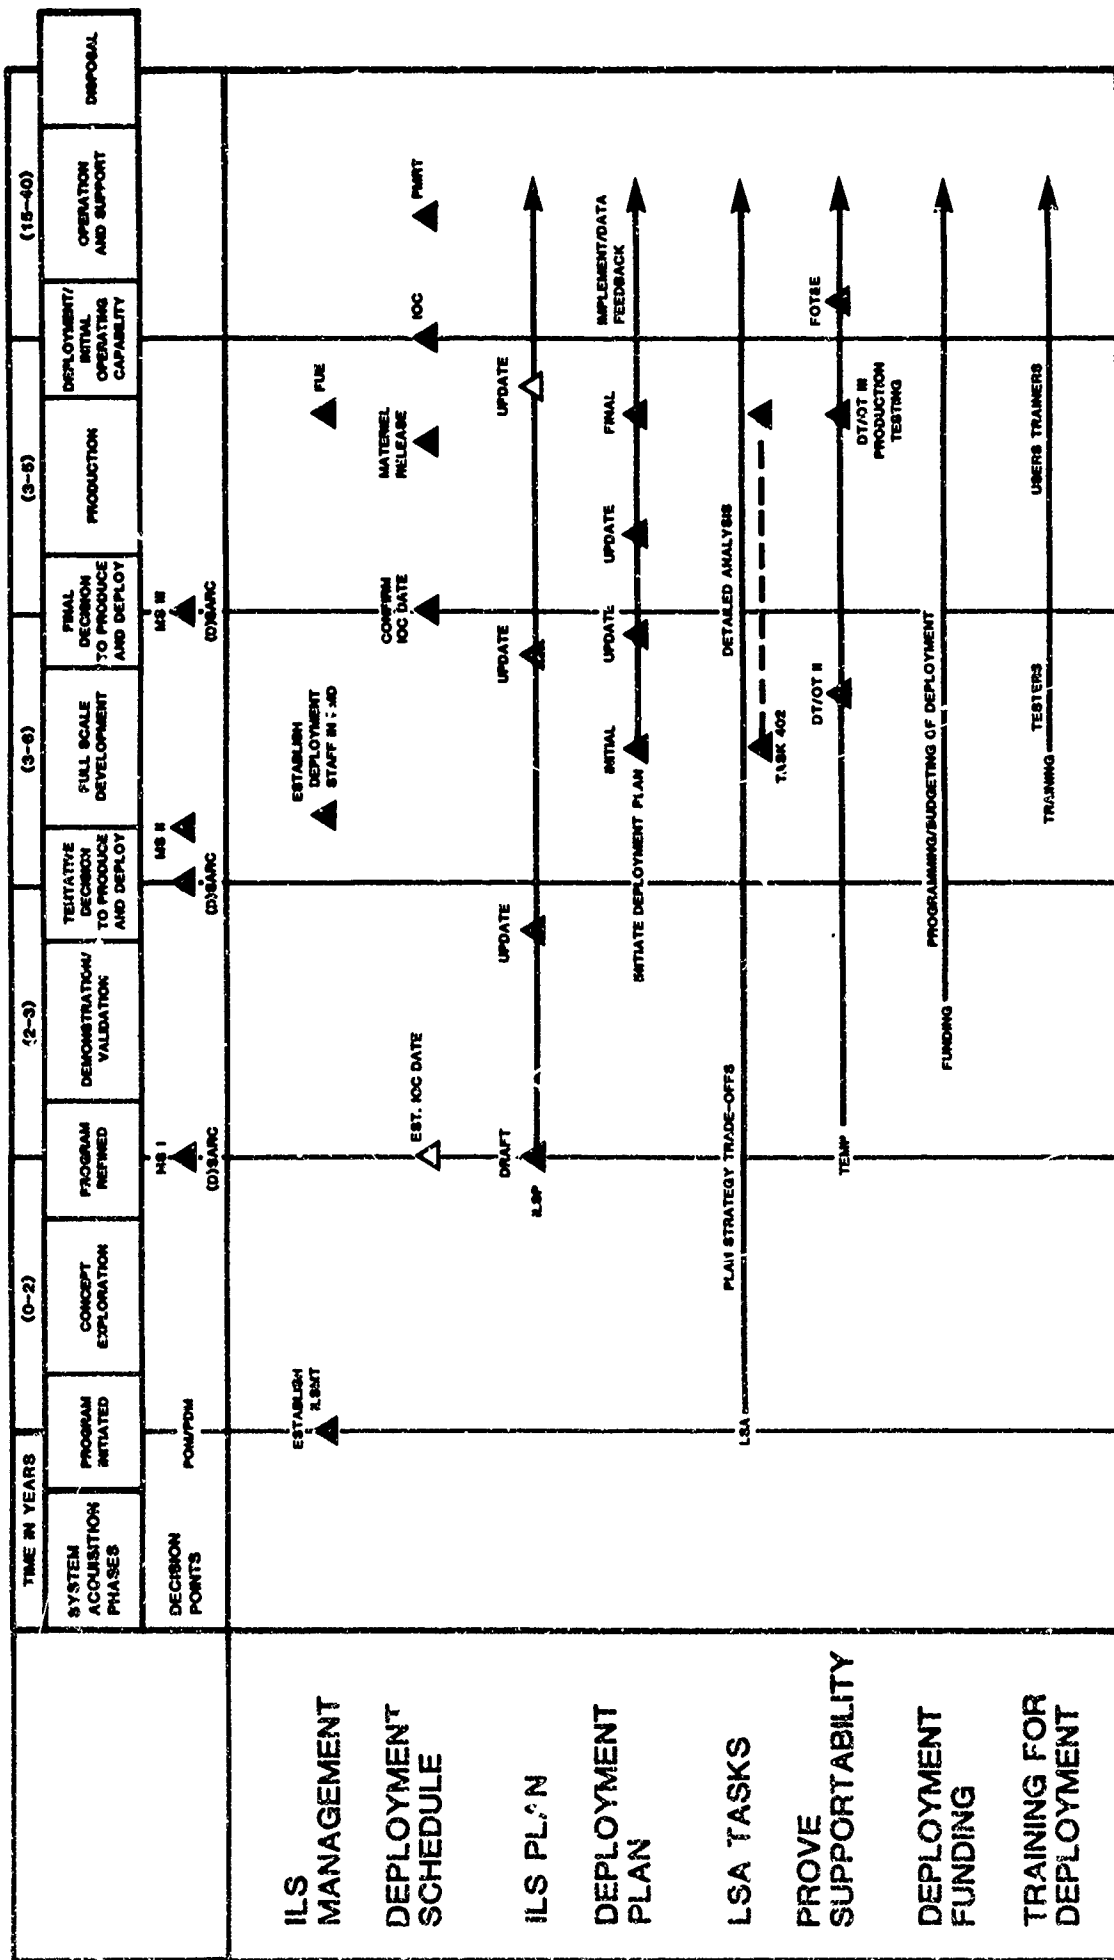 TIME IN YEARS
(0-2)
(2-3)
(3-6)
(3-5)
(15-40)
SYSTEM
ACQUISITION
PHASES
PROGRAM
INITIATED
CONCEPT
EXPLORATION
PROGRAM
REFINED
DEMONSTRATION/
VALIDATION
TENTATIVE
DECISION
TO PRODUCE
AND DEPLOY
FULL SCALE
DEVELOPMENT
FINAL
DECISION
TO PRODUCE
AND DEPLOY
PRODUCTION
DEPLOYMENT/
INITIAL
OPERATING
CAPABILITY
OPERATION
AND SUPPORT
DISPOSAL
DECISION
POINTS
POM/PDM
MS I
(D)SARC
(D)SARC
MS II
MS III
(D)SARC
ILS
MANAGEMENT
ESTABLISH
ILSMT
ESTABLISH
DEPLOYMENT
STAFF IN
FUE
DEPLOYMENT
SCHEDULE
EST. IOC DATE
CONFIRM
IOC DATE
MATERIEL
RELEASE
IOC
PMRT
ILS PLAN
ILSP
DRAFT
UPDATE
UPDATE
UPDATE
DEPLOYMENT
PLAN
INITIATE DEPLOYMENT PLAN
INITIAL
UPDATE
UPDATE
FINAL
IMPLEMENT/DATA
FEEDBACK
LSA TASKS
LSA
PLAN STRATEGY TRADE-OFFS
DETAILED ANALYSIS
TASK 402
PROVE
SUPPORTABILITY
TEMP
DT/OT II
DT/OT III
PRODUCTION
TESTING
FOT&E
DEPLOYMENT
FUNDING
FUNDING
PROGRAMMING/BUDGETING OF DEPLOYMENT
TRAINING FOR
DEPLOYMENT
TRAINING
TESTERS
USERS TRAINERS